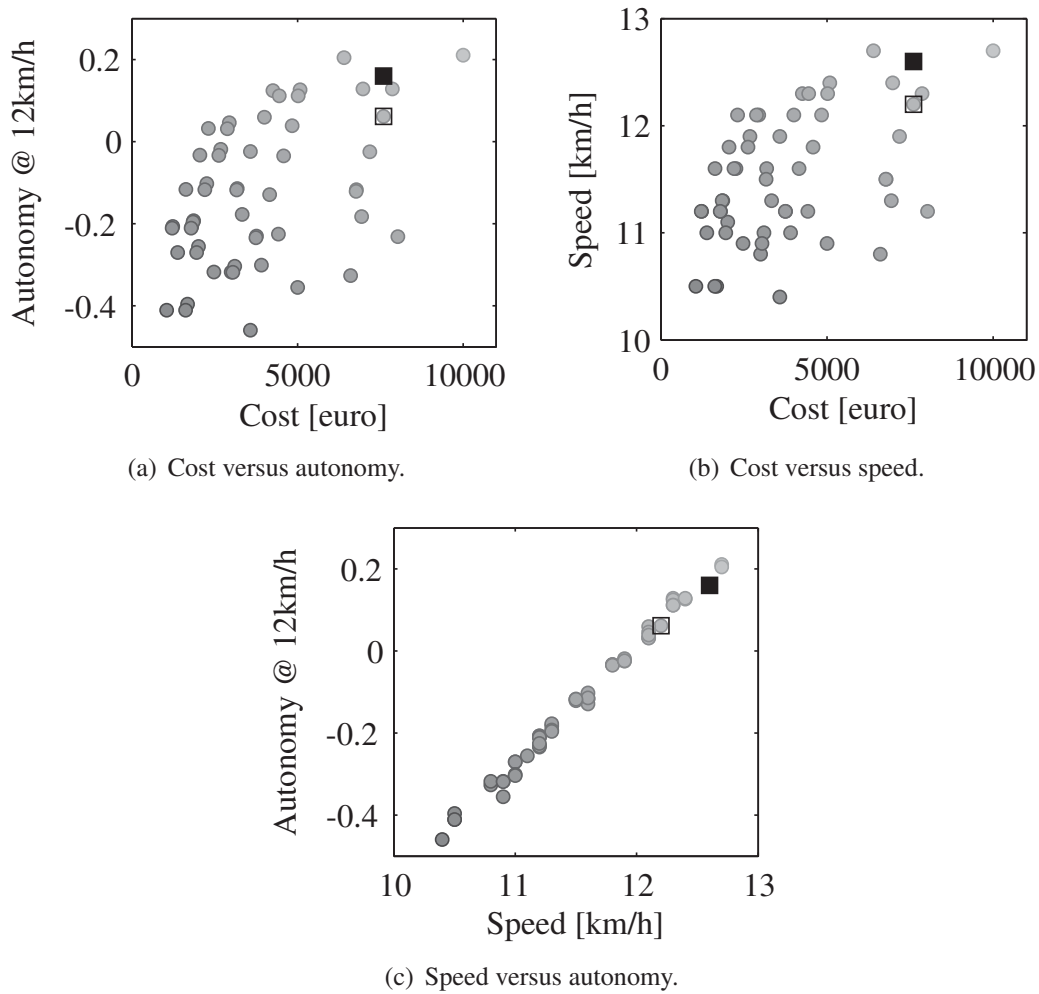 Autonomy @ 12km/h
0.2
0
-0.2
-0.4
0
5000
10000
Cost [euro]
(a) Cost versus autonomy.
Speed [km/h]
13
12
11
10
0
5000
10000
Cost [euro]
(b) Cost versus speed.
Autonomy @ 12km/h
0.2
0
-0.2
-0.4
10
11
12
13
Speed [km/h]
(c) Speed versus autonomy.